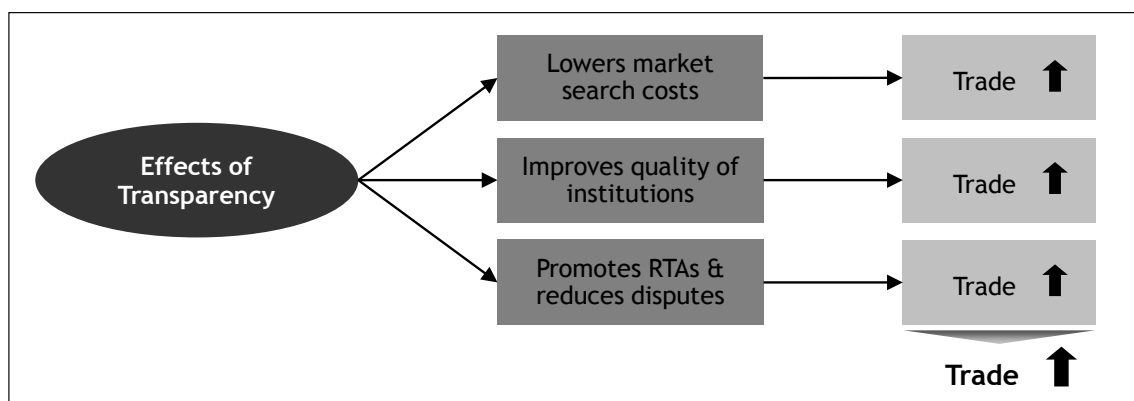 Effects of
Transparency
Lowers market
search costs
Trade
Improves quality of
institutions
Trade
Promotes RTAs &
reduces disputes
Trade
Trade